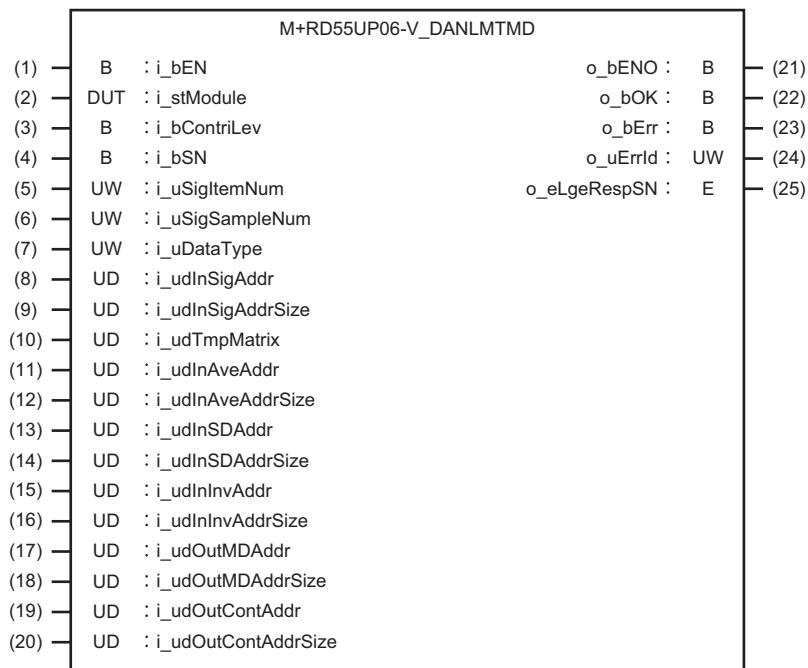 M+RD55UP06-V_DANLMTMD
(1) B : i_bEN o_bENO : B (21)
(2) DUT : i_stModule o_bOK : B (22)
(3) B : i_bContriLev o_bErr : B (23)
(4) B : i_bSN o_uErrId : UW (24)
(5) UW : i_uSigItemNum o_eLgeRespSN : E (25)
(6) UW : i_uSigSampleNum
(7) UW : i_uDataType
(8) UD : i_udInSigAddr
(9) UD : i_udInSigAddrSize
(10) UD : i_udTmpMatrix
(11) UD : i_udInAveAddr
(12) UD : i_udInAveAddrSize
(13) UD : i_udInSDAddr
(14) UD : i_udInSDAddrSize
(15) UD : i_udInInvAddr
(16) UD : i_udInInvAddrSize
(17) UD : i_udOutMDAddr
(18) UD : i_udOutMDAddrSize
(19) UD : i_udOutContAddr
(20) UD : i_udOutContAddrSize